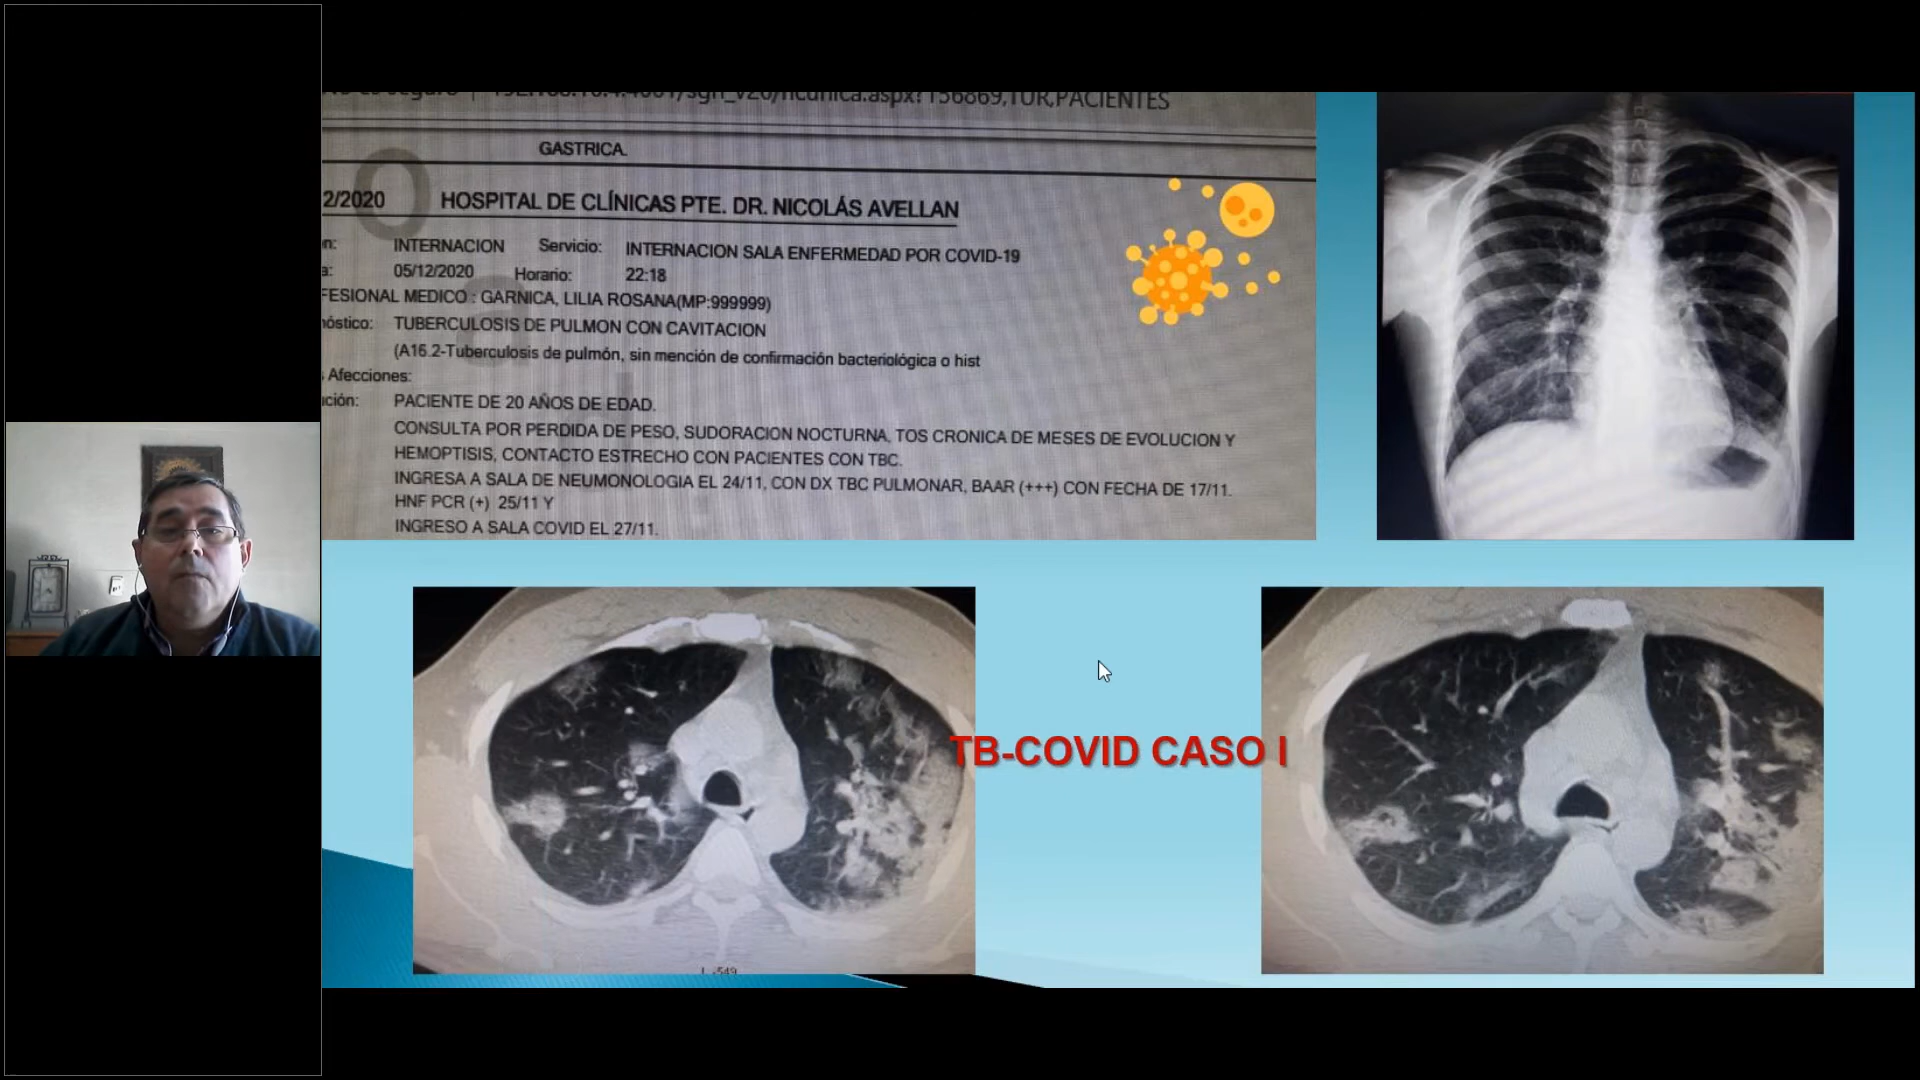 GASTRICA.
2/2020 HOSPITAL DE CLÍNICAS PTE. DR. NICOLÁS AVELLAN
INTERNACION Servicio: INTERNACION SALA ENFERMEDAD POR COVID-19
05/12/2020 Horario: 22:18
FESIONAL MEDICO : GARNICA, LILIA ROSANA(MP:999999)
nóstico: TUBERCULOSIS DE PULMON CON CAVITACION
(A16.2-Tuberculosis de pulmón, sin mención de confirmación bacteriológica o hist
Afecciones:
ución: PACIENTE DE 20 AÑOS DE EDAD.
CONSULTA POR PERDIDA DE PESO, SUDORACION NOCTURNA, TOS CRONICA DE MESES DE EVOLUCION Y
HEMOPTISIS, CONTACTO ESTRECHO CON PACIENTES CON TBC.
INGRESA A SALA DE NEUMONOLOGIA EL 24/11, CON DX TBC PULMONAR, BAAR (+++) CON FECHA DE 17/11.
HNF PCR (+) 25/11 Y
INGRESO A SALA COVID EL 27/11.
TB-COVID CASO I